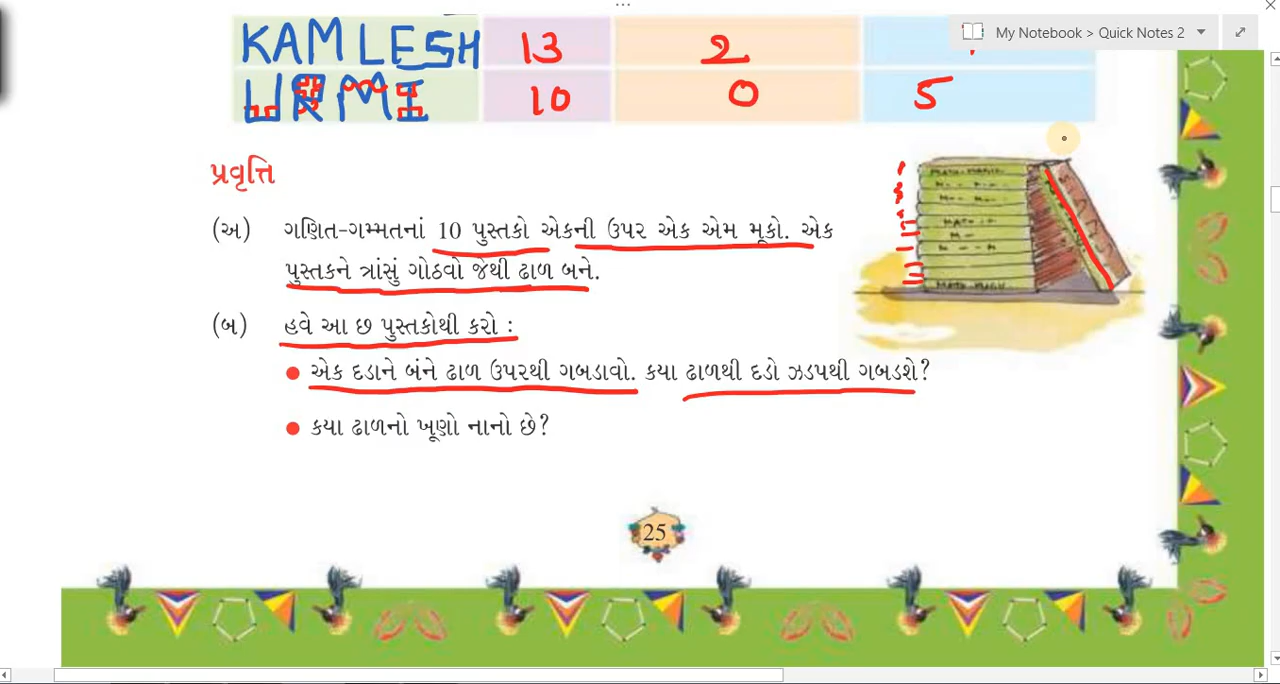 My Notebook > Quick Notes 2
KAMLESH 13 2
URMI 10 0 5
પ્રવૃત્તિ
(અ) ગણિત-ગમ્મતનાં 10 પુસ્તકો એકની ઉપર એક એમ મૂકો. એક
પુસ્તકને ત્રાંસું ગોઠવો જેથી ઢાળ બને.
(બ) હવે આ છ પુસ્તકોથી કરો :
● એક દડાને બંને ઢાળ ઉપરથી ગબડાવો. કયા ઢાળથી દડો ઝડપથી ગબડશે?
● કયા ઢાળનો ખૂણો નાનો છે?
25